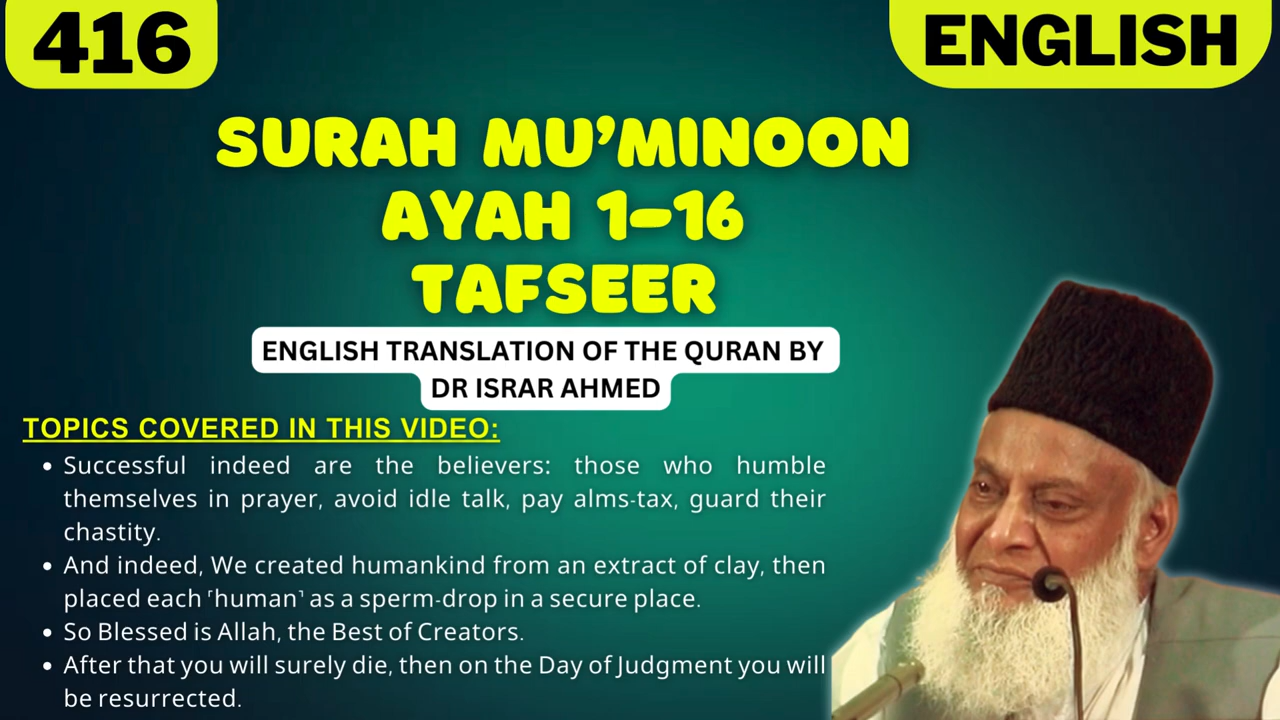 416
ENGLISH
SURAH MU’MINOON
AYAH 1–16
TAFSEER
ENGLISH TRANSLATION OF THE QURAN BY
DR ISRAR AHMED
TOPICS COVERED IN THIS VIDEO:
• Successful indeed are the believers: those who humble
themselves in prayer, avoid idle talk, pay alms-tax, guard their
chastity.
• And indeed, We created humankind from an extract of clay, then
placed each ˹human˺ as a sperm-drop in a secure place.
• So Blessed is Allah, the Best of Creators.
• After that you will surely die, then on the Day of Judgment you will
be resurrected.